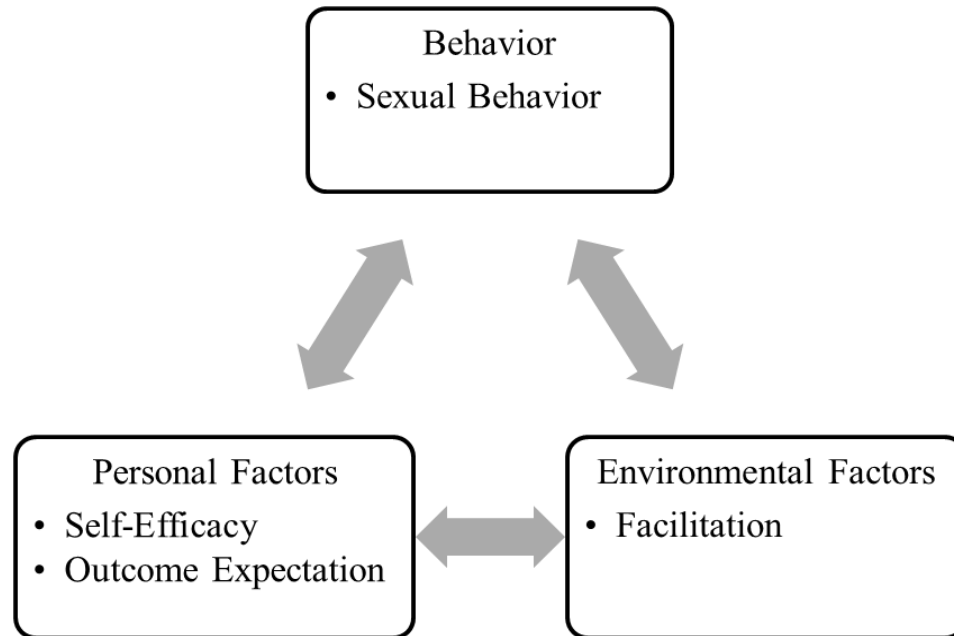 Behavior
• Sexual Behavior
Personal Factors
• Self-Efficacy
• Outcome Expectation
Environmental Factors
• Facilitation